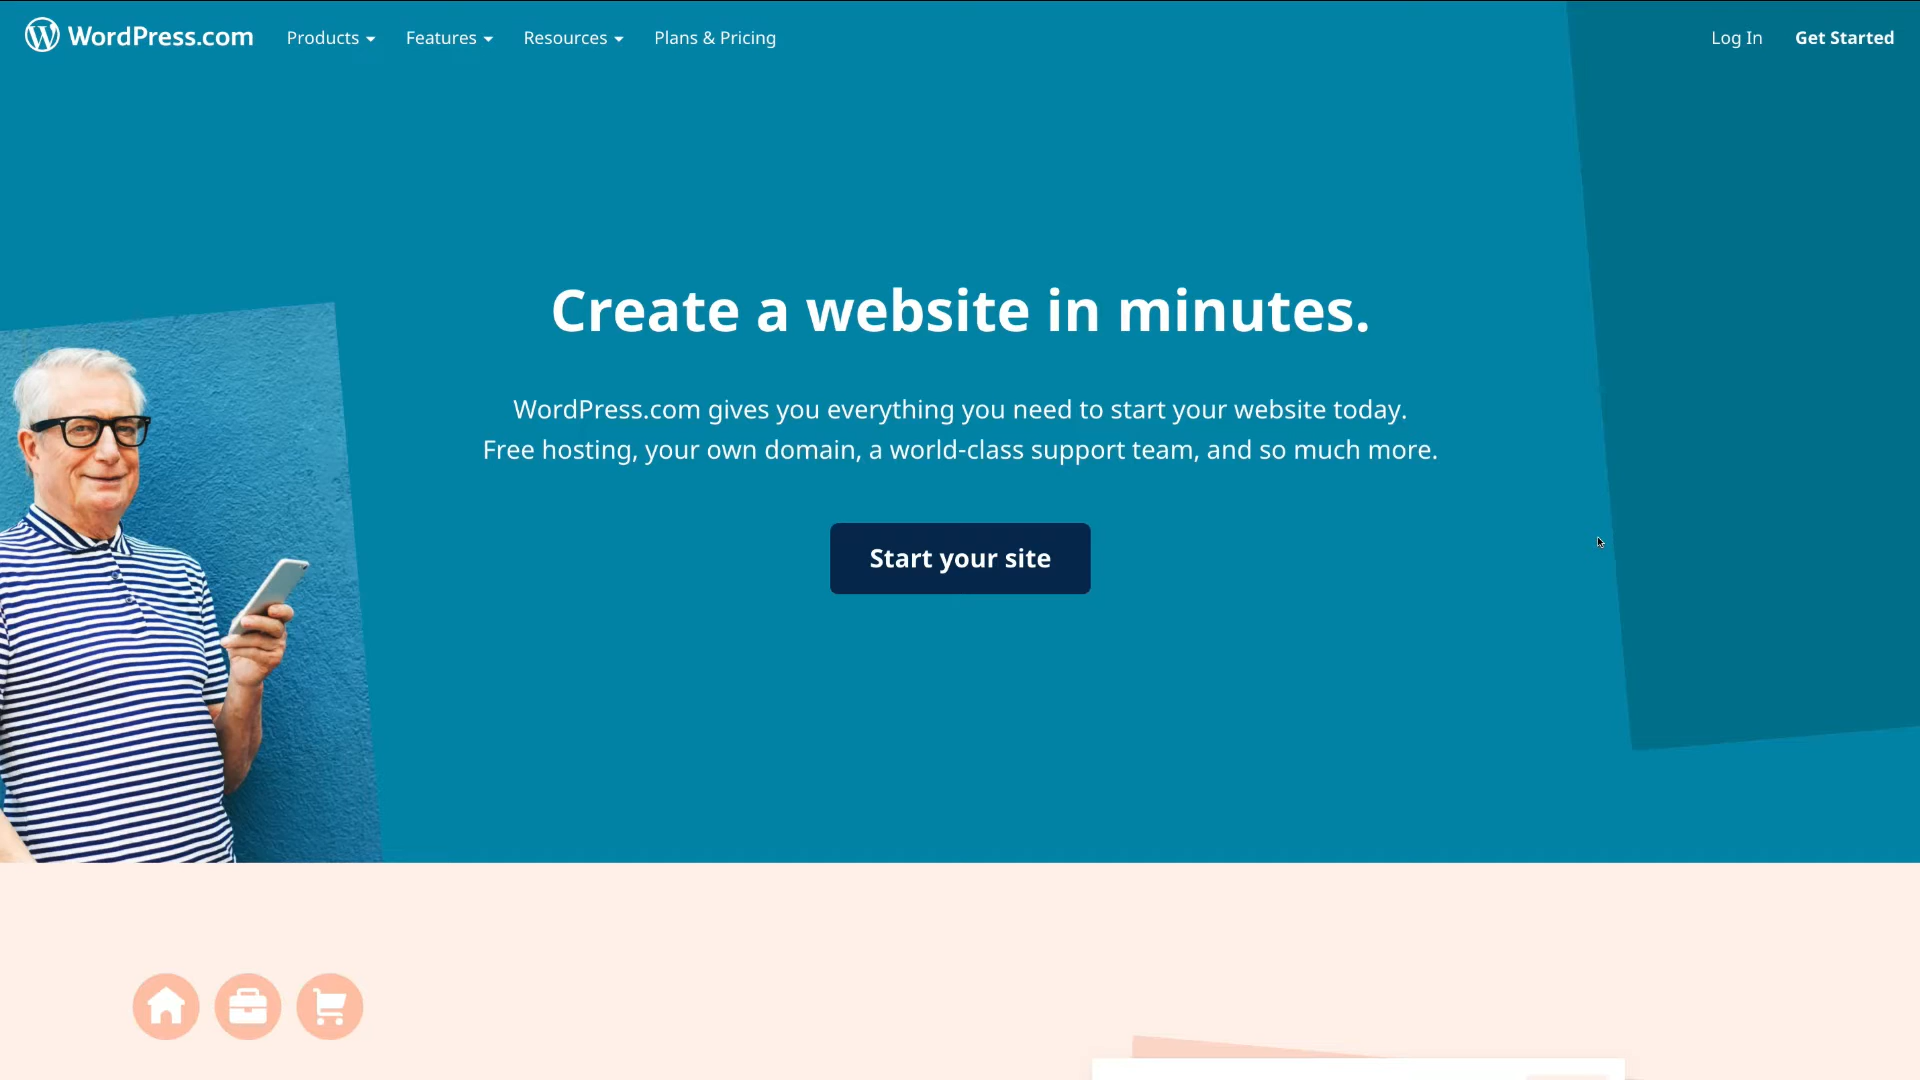 WordPress.com Products Features Resources Plans & Pricing Log In Get Started
Create a website in minutes.
WordPress.com gives you everything you need to start your website today.
Free hosting, your own domain, a world-class support team, and so much more.
Start your site